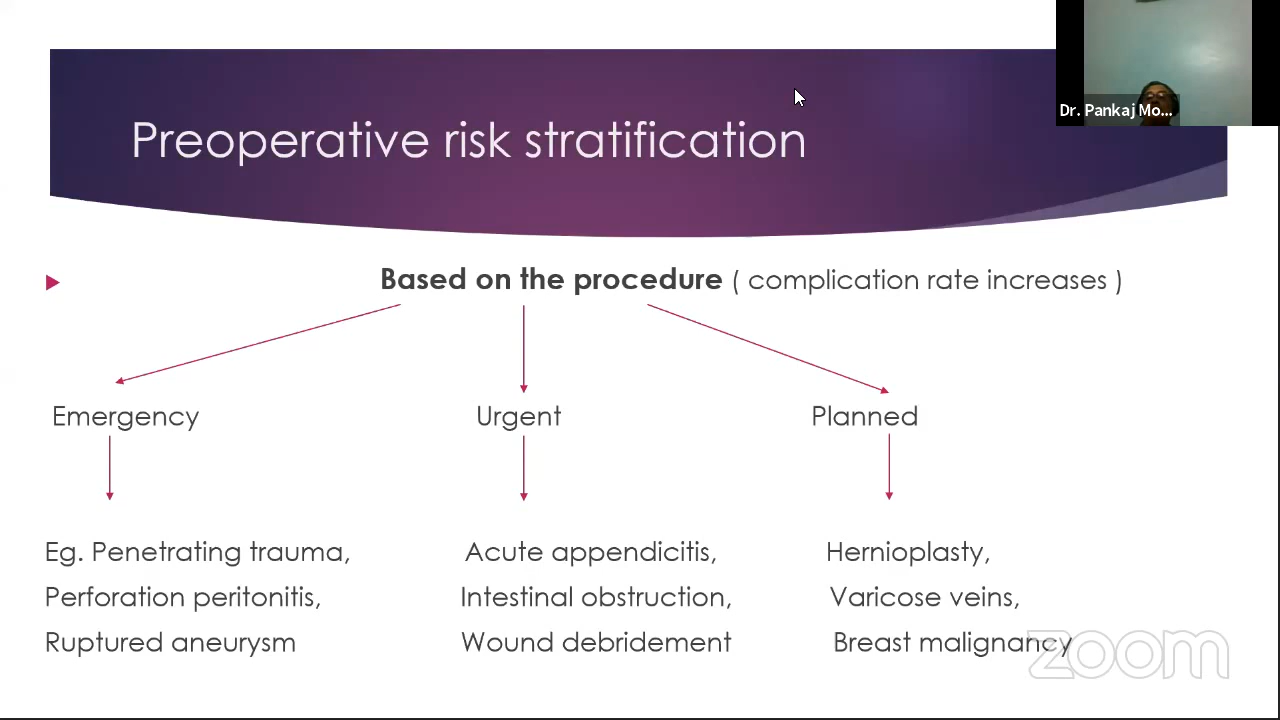 Dr. Pankaj Mo...
Preoperative risk stratification
Based on the procedure ( complication rate increases )
Emergency
Urgent
Planned
Eg. Penetrating trauma,
Perforation peritonitis,
Ruptured aneurysm
Acute appendicitis,
Intestinal obstruction,
Wound debridement
Hernioplasty,
Varicose veins,
Breast malignancy
zoom